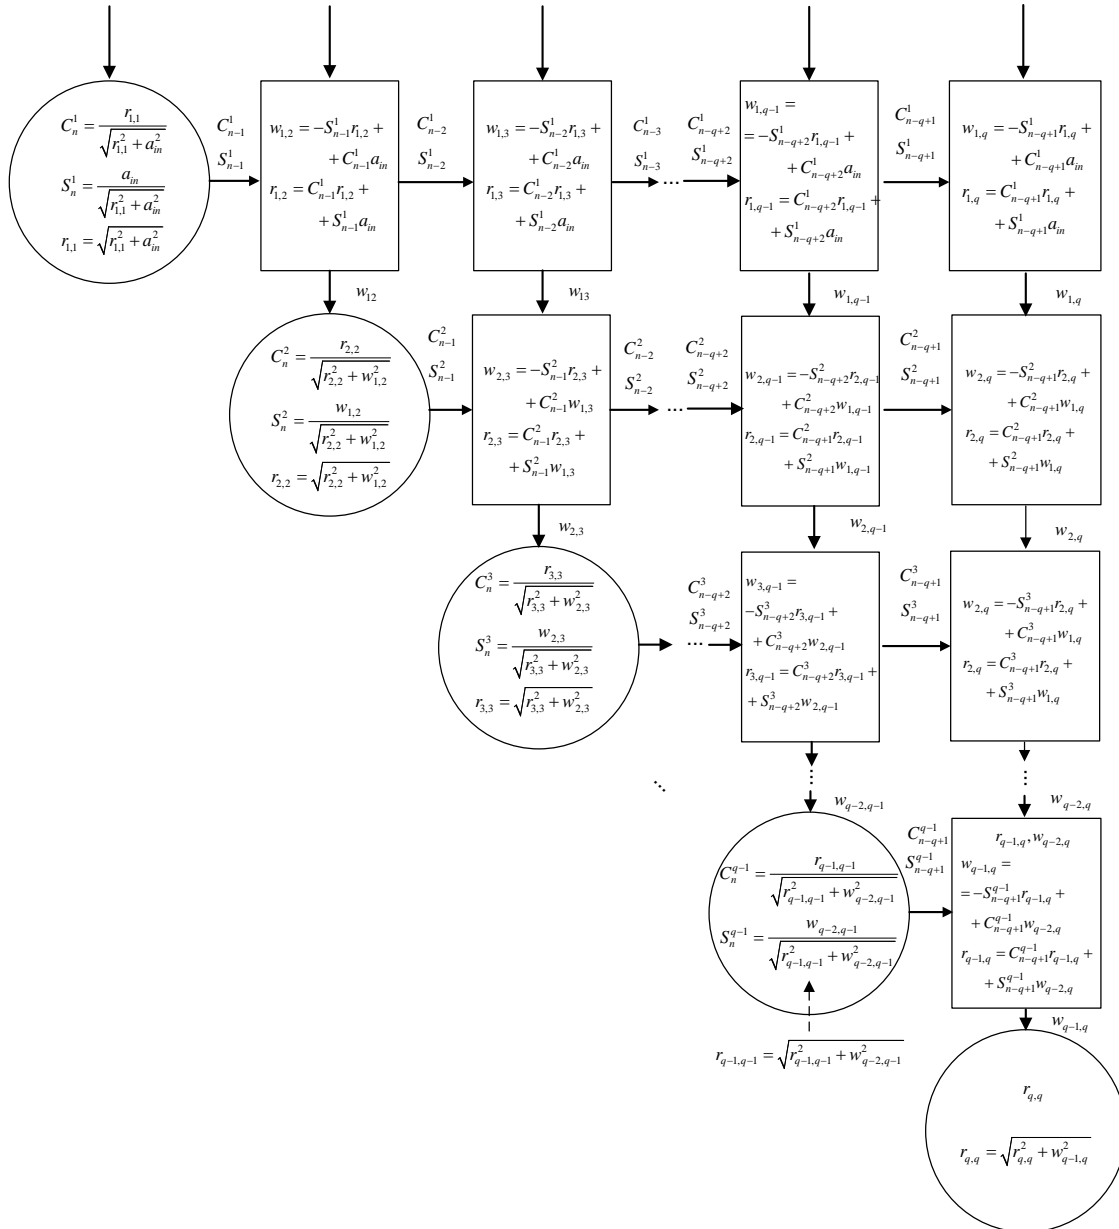 C_n^1 = r_{1,1} / √(r_{1,1}^2 + a_{in}^2)
S_n^1 = a_{in} / √(r_{1,1}^2 + a_{in}^2)
r_{1,1} = √(r_{1,1}^2 + a_{in}^2)
C_{n-1}^1
S_{n-1}^1
w_{1,2} = -S_{n-1}^1 r_{1,2} +
+ C_{n-1}^1 a_{in}
r_{1,2} = C_{n-1}^1 r_{1,2} +
+ S_{n-1}^1 a_{in}
C_{n-2}^1
S_{n-2}^1
w_{1,3} = -S_{n-2}^1 r_{1,3} +
+ C_{n-2}^1 a_{in}
r_{1,3} = C_{n-2}^1 r_{1,3} +
+ S_{n-2}^1 a_{in}
C_{n-3}^1
S_{n-3}^1
...
C_{n-q+2}^1
S_{n-q+2}^1
w_{1,q-1} =
= -S_{n-q+2}^1 r_{1,q-1} +
+ C_{n-q+2}^1 a_{in}
r_{1,q-1} = C_{n-q+2}^1 r_{1,q-1} +
+ S_{n-q+2}^1 a_{in}
C_{n-q+1}^1
S_{n-q+1}^1
w_{1,q} = -S_{n-q+1}^1 r_{1,q} +
+ C_{n-q+1}^1 a_{in}
r_{1,q} = C_{n-q+1}^1 r_{1,q} +
+ S_{n-q+1}^1 a_{in}
w_{12}
w_{13}
w_{1,q-1}
w_{1,q}
C_n^2 = r_{2,2} / √(r_{2,2}^2 + w_{1,2}^2)
S_n^2 = w_{1,2} / √(r_{2,2}^2 + w_{1,2}^2)
r_{2,2} = √(r_{2,2}^2 + w_{1,2}^2)
C_{n-1}^2
S_{n-1}^2
w_{2,3} = -S_{n-1}^2 r_{2,3} +
+ C_{n-1}^2 w_{1,3}
r_{2,3} = C_{n-1}^2 r_{2,3} +
+ S_{n-1}^2 w_{1,3}
C_{n-2}^2
S_{n-2}^2
...
C_{n-q+2}^2
S_{n-q+2}^2
w_{2,q-1} = -S_{n-q+2}^2 r_{2,q-1}
+ C_{n-q+2}^2 w_{1,q-1}
r_{2,q-1} = C_{n-q+1}^2 r_{2,q-1}
+ S_{n-q+1}^2 w_{1,q-1}
C_{n-q+1}^2
S_{n-q+1}^2
w_{2,q} = -S_{n-q+1}^2 r_{2,q} +
+ C_{n-q+1}^2 w_{1,q}
r_{2,q} = C_{n-q+1}^2 r_{2,q} +
+ S_{n-q+1}^2 w_{1,q}
w_{2,3}
w_{2,q-1}
w_{2,q}
C_n^3 = r_{3,3} / √(r_{3,3}^2 + w_{2,3}^2)
S_n^3 = w_{2,3} / √(r_{3,3}^2 + w_{2,3}^2)
r_{3,3} = √(r_{3,3}^2 + w_{2,3}^2)
...
C_{n-q+2}^3
S_{n-q+2}^3
w_{3,q-1} =
-S_{n-q+2}^3 r_{3,q-1} +
+ C_{n-q+2}^3 w_{2,q-1}
r_{3,q-1} = C_{n-q+2}^3 r_{3,q-1} +
+ S_{n-q+2}^3 w_{2,q-1}
C_{n-q+1}^3
S_{n-q+1}^3
w_{2,q} = -S_{n-q+1}^3 r_{2,q} +
+ C_{n-q+1}^3 w_{1,q}
r_{2,q} = C_{n-q+1}^3 r_{2,q} +
+ S_{n-q+1}^3 w_{1,q}
⋱
⋮
⋮
w_{q-2,q-1}
w_{q-2,q}
C_n^{q-1} = r_{q-1,q-1} / √(r_{q-1,q-1}^2 + w_{q-2,q-1}^2)
S_n^{q-1} = w_{q-2,q-1} / √(r_{q-1,q-1}^2 + w_{q-2,q-1}^2)
C_{n-q+1}^{q-1}
S_{n-q+1}^{q-1}
r_{q-1,q}, w_{q-2,q}
w_{q-1,q} =
= -S_{n-q+1}^{q-1} r_{q-1,q} +
+ C_{n-q+1}^{q-1} w_{q-2,q}
r_{q-1,q} = C_{n-q+1}^{q-1} r_{q-1,q} +
+ S_{n-q+1}^{q-1} w_{q-2,q}
w_{q-1,q}
r_{q-1,q-1} = √(r_{q-1,q-1}^2 + w_{q-2,q-1}^2)
r_{q,q}
r_{q,q} = √(r_{q,q}^2 + w_{q-1,q}^2)